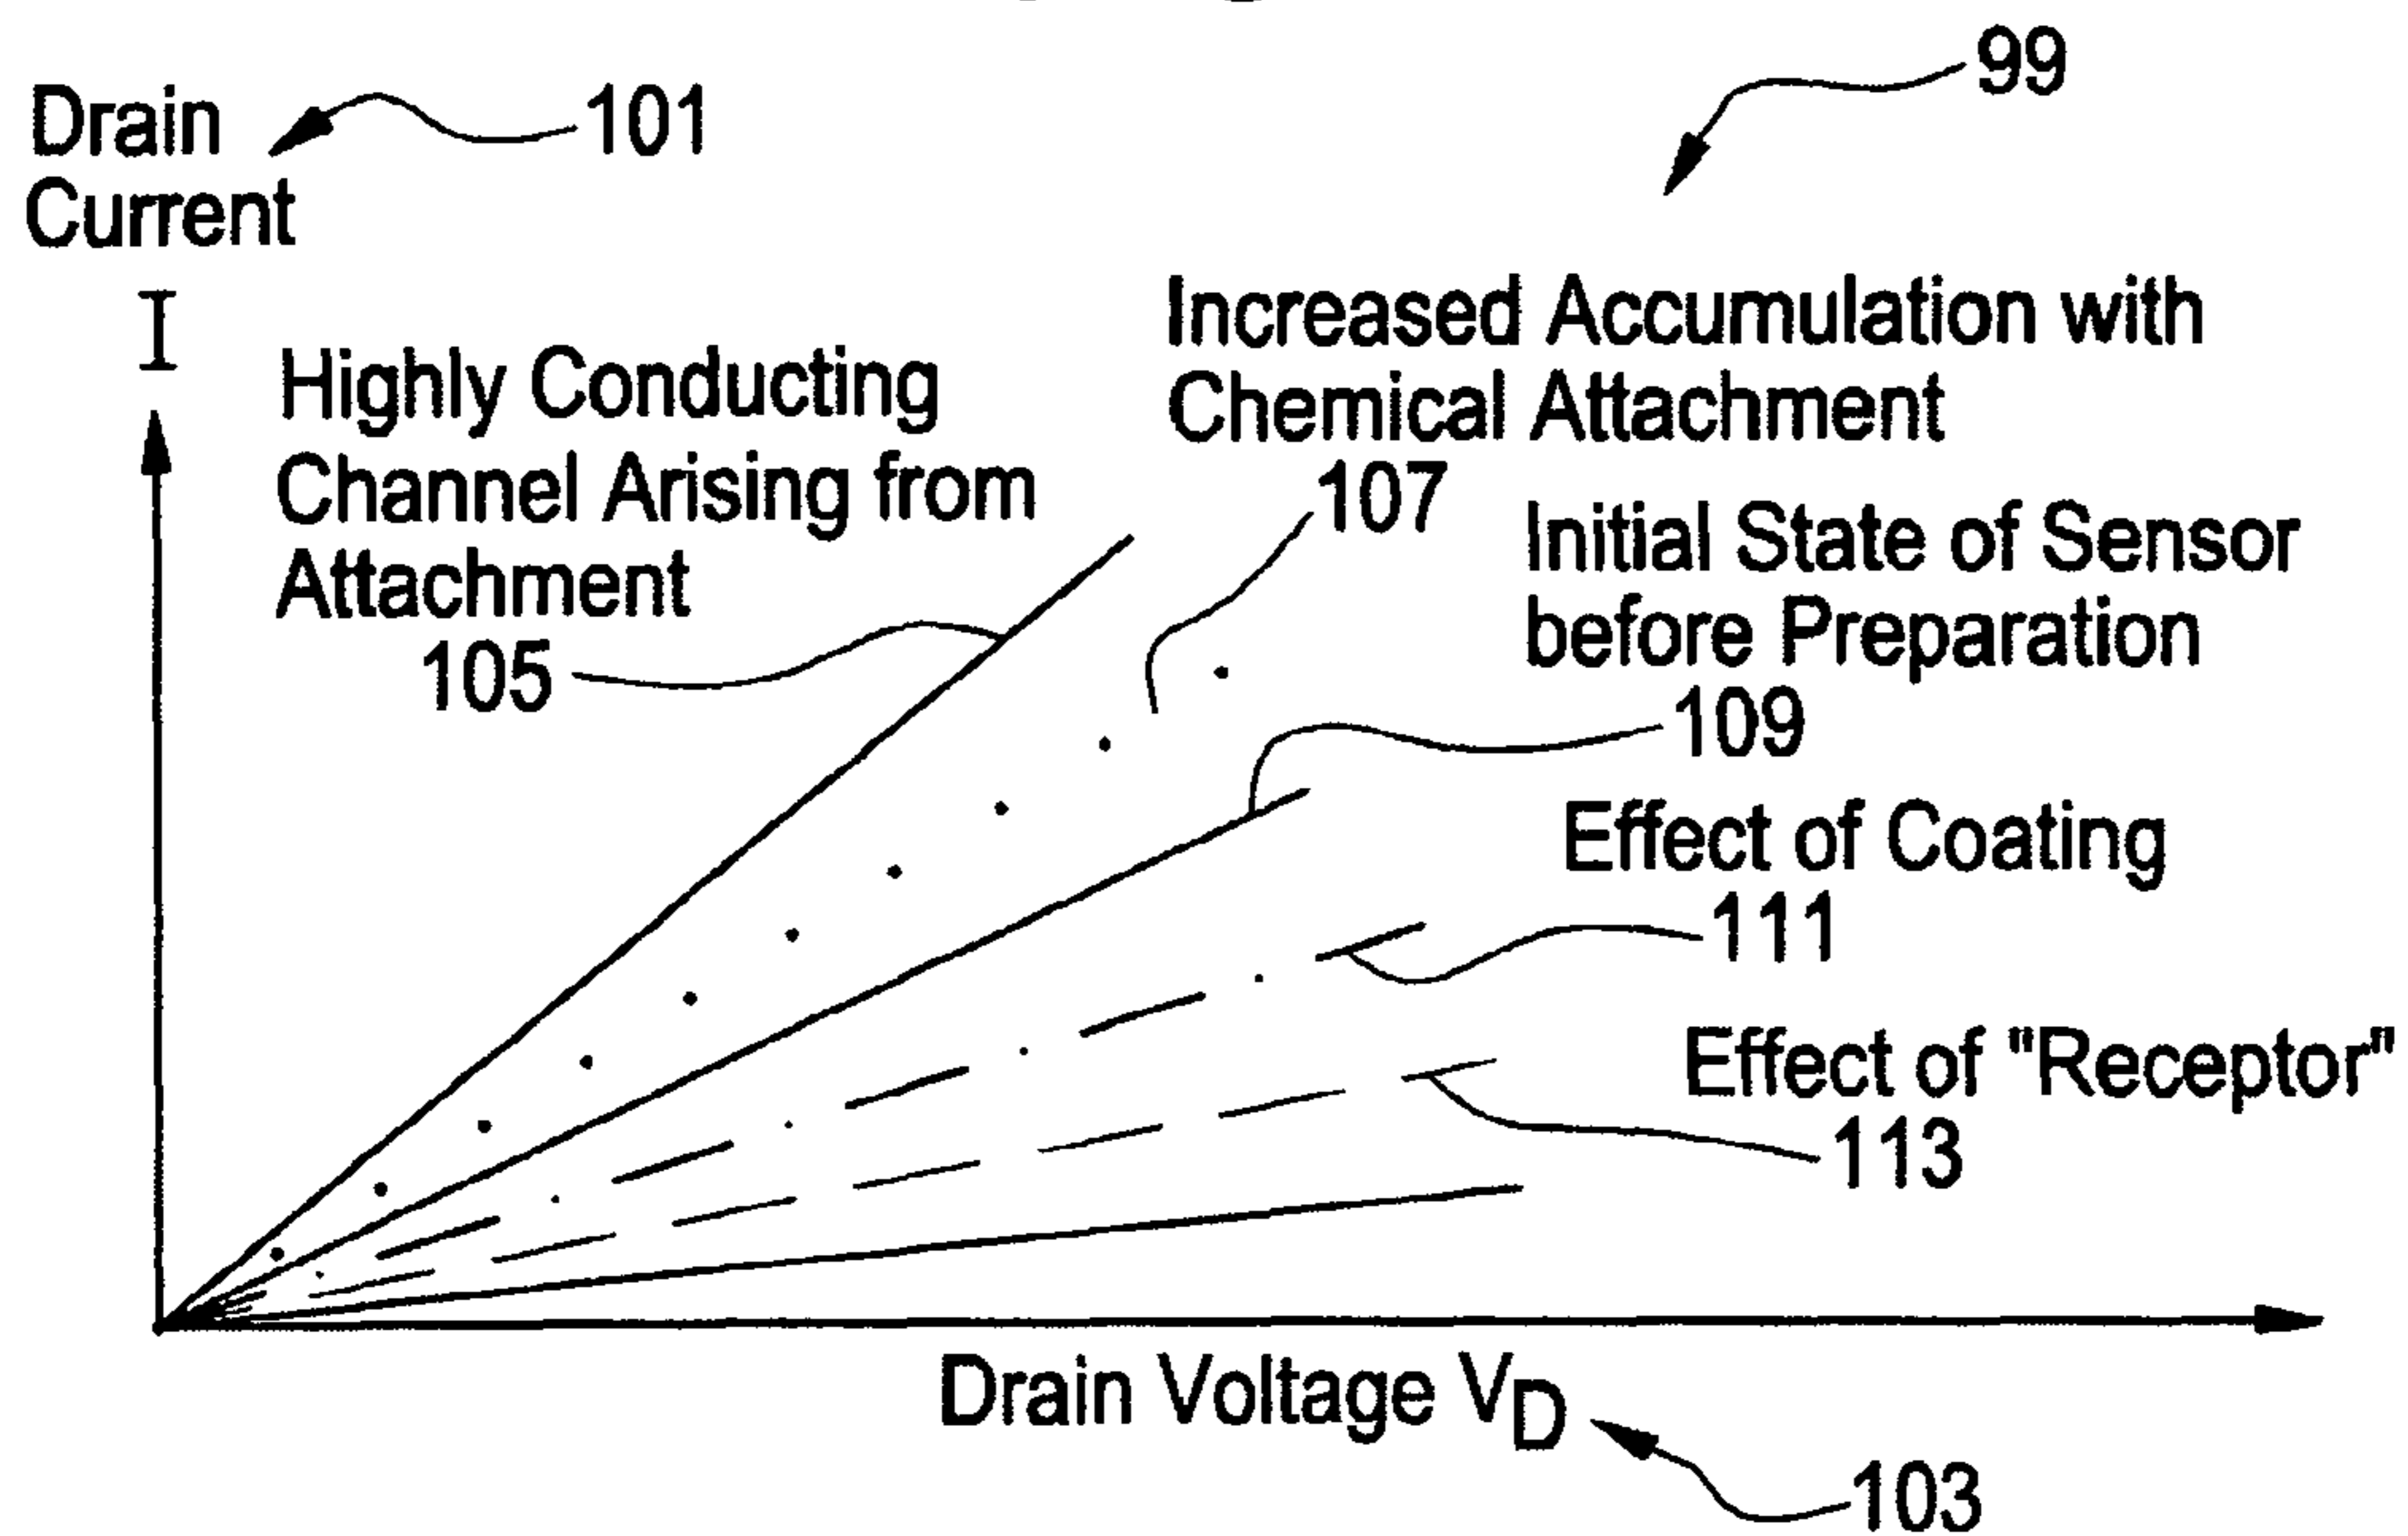 99
Drain
Current
101
I
Highly Conducting
Channel Arising from
Attachment
105
Increased Accumulation with
Chemical Attachment
107
Initial State of Sensor
before Preparation
109
Effect of Coating
111
Effect of "Receptor"
113
Drain Voltage VD
103